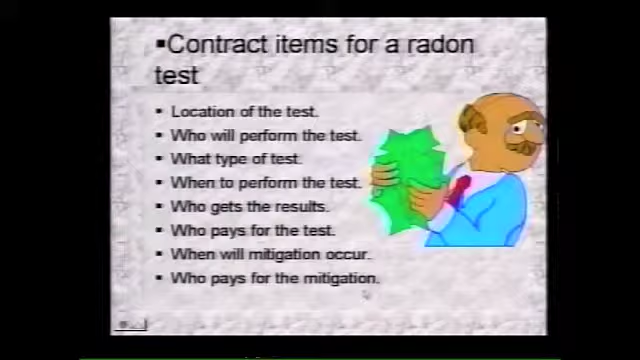 ▪Contract items for a radon
test
▪ Location of the test.
▪ Who will perform the test.
▪ What type of test.
▪ When to perform the test.
▪ Who gets the results.
▪ Who pays for the test.
▪ When will mitigation occur.
▪ Who pays for the mitigation.